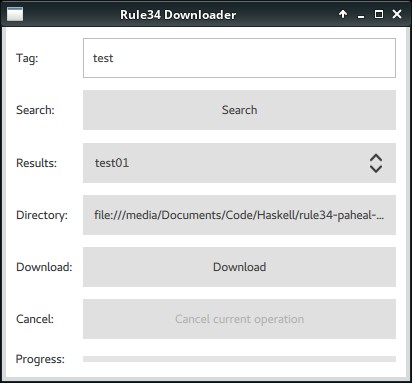 Rule34 Downloader
Tag: test
Search: Search
Results: test01
Directory: file:///media/Documents/Code/Haskell/rule34-paheal-...
Download: Download
Cancel: Cancel current operation
Progress: